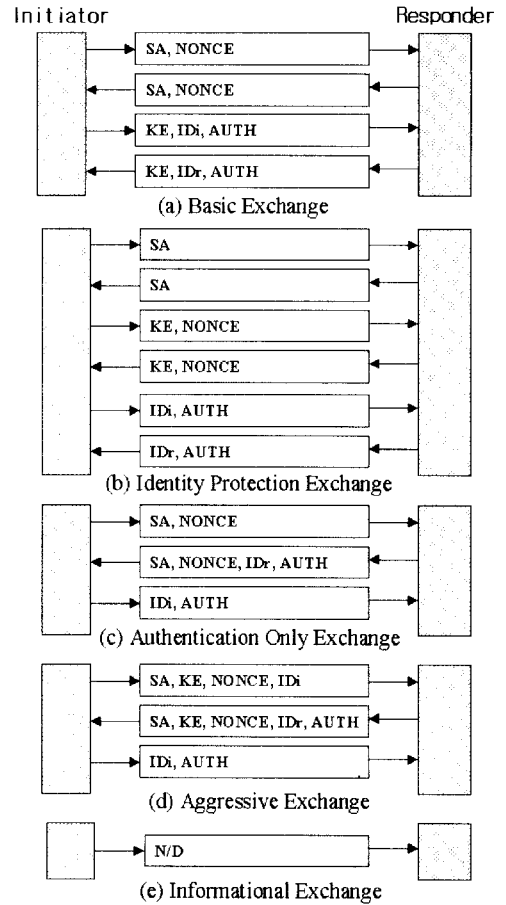 Initiator Responder
SA, NONCE
SA, NONCE
KE, IDi, AUTH
KE, IDr, AUTH
(a) Basic Exchange
SA
SA
KE, NONCE
KE, NONCE
IDi, AUTH
IDr, AUTH
(b) Identity Protection Exchange
SA, NONCE
SA, NONCE, IDr, AUTH
IDi, AUTH
(c) Authentication Only Exchange
SA, KE, NONCE, IDi
SA, KE, NONCE, IDr, AUTH
IDi, AUTH
(d) Aggressive Exchange
N/D
(e) Informational Exchange